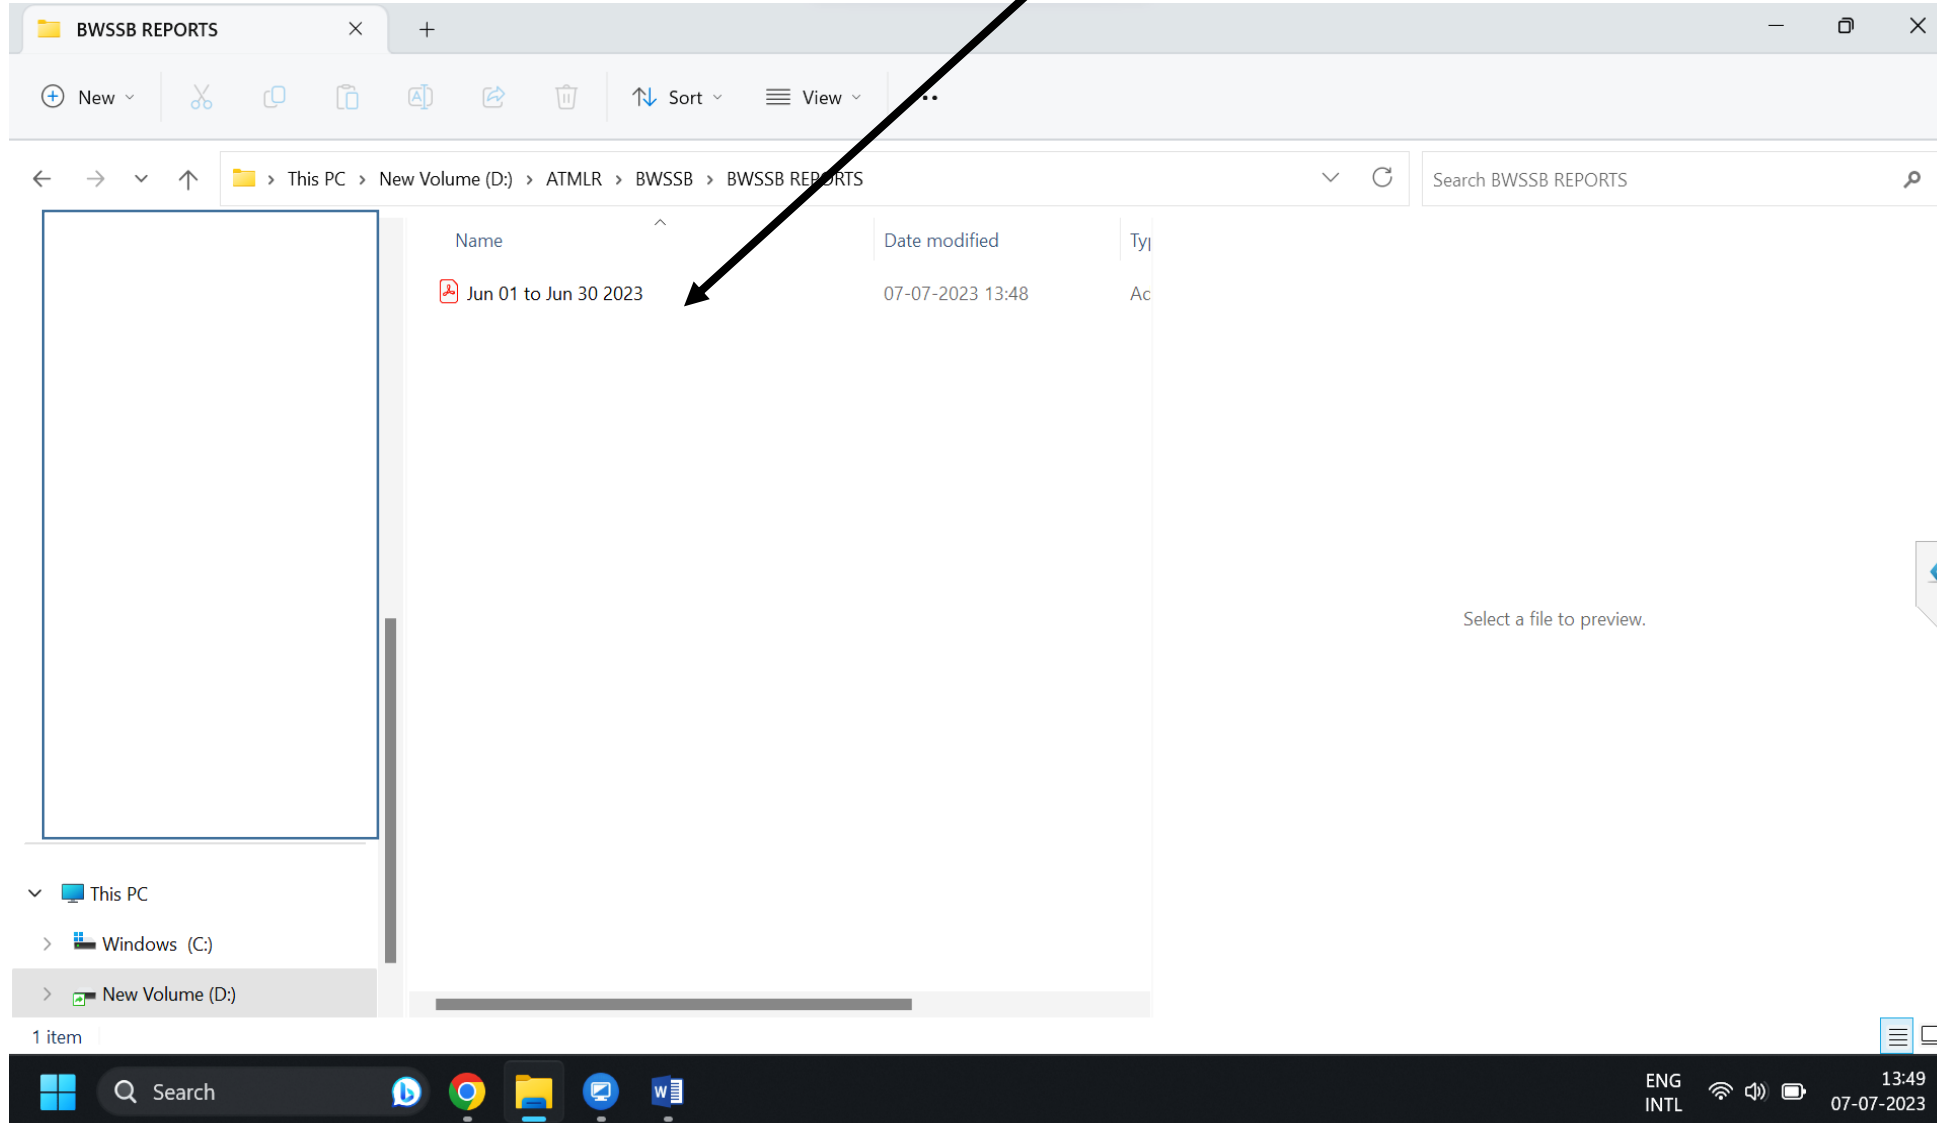 BWSSB REPORTS
New
Sort
View
This PC > New Volume (D:) > ATMLR > BWSSB > BWSSB REPORTS
Search BWSSB REPORTS
Name Date modified Ty
Jun 01 to Jun 30 2023 07-07-2023 13:48 Ac
Select a file to preview.
This PC
Windows (C:)
New Volume (D:)
1 item
Search
ENG
INTL
13:49
07-07-2023